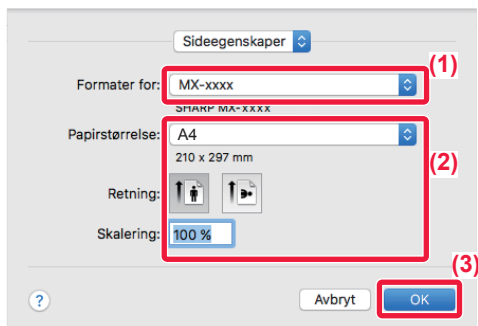 Sideegenskaper
(1)
Formater for: MX-xxxx
SHARP MX-xxxx
Papirstørrelse: A4
210 x 297 mm
(2)
Retning:
Skalering: 100 %
(3)
? Avbryt OK